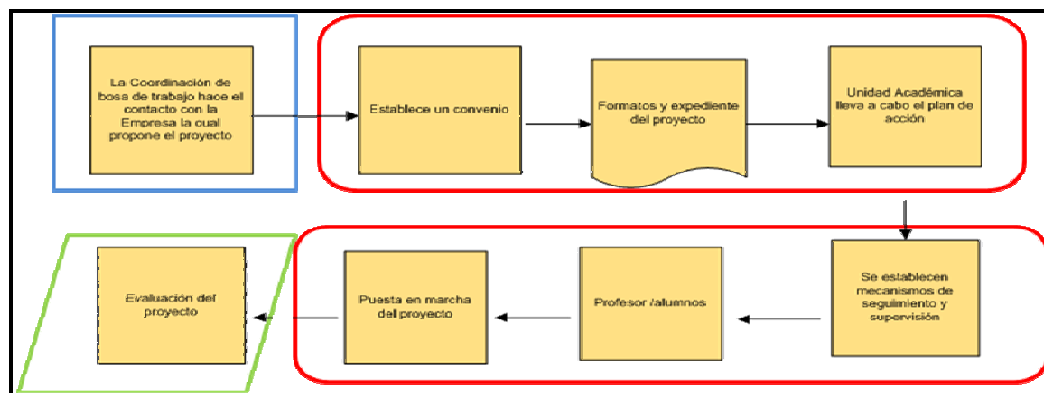 La Coordinación de
bosa de trabajo hace el
contacto con la
Empresa la cual
propone el proyecto
Establece un convenio
Formatos y expediente
del proyecto
Unidad Académica
lleva a cabo el plan de
acción
Se establecen
mecanismos de
seguimiento y
supervisión
Profesor /alumnos
Puesta en marcha
del proyecto
Evaluación del
proyecto